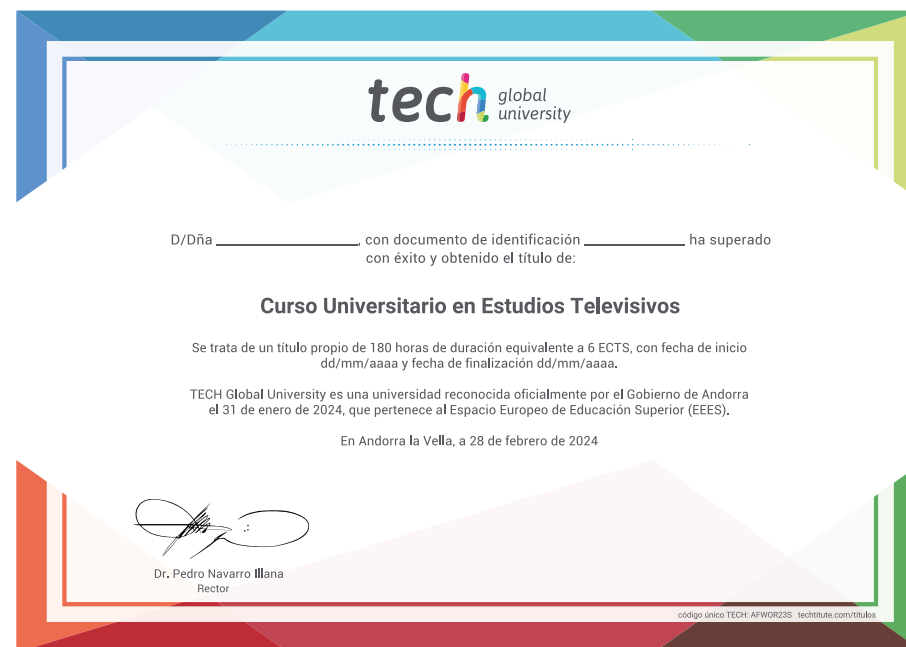 tech global university
D/Dña ____________________, con documento de identificación ______________ ha superado
con éxito y obtenido el título de:
Curso Universitario en Estudios Televisivos
Se trata de un título propio de 180 horas de duración equivalente a 6 ECTS, con fecha de inicio
dd/mm/aaaa y fecha de finalización dd/mm/aaaa.
TECH Global University es una universidad reconocida oficialmente por el Gobierno de Andorra
el 31 de enero de 2024, que pertenece al Espacio Europeo de Educación Superior (EEES).
En Andorra la Vella, a 28 de febrero de 2024
Dr. Pedro Navarro Illana
Rector
código único TECH: AFWOR23S techtitute.com/titulos